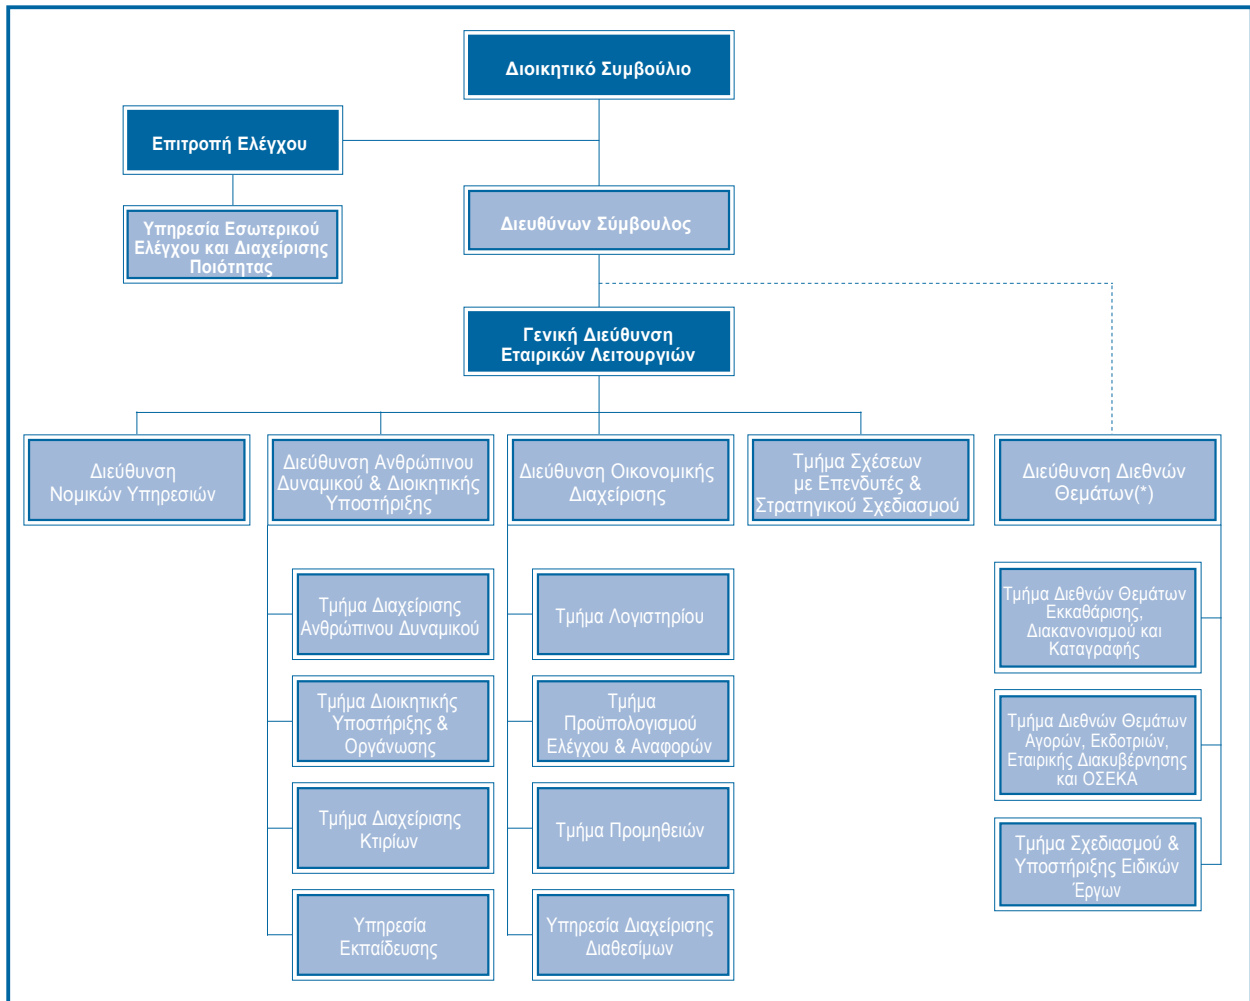 Διοικητικό Συμβούλιο
Επιτροπή Ελέγχου
Υπηρεσία Εσωτερικού
Ελέγχου και Διαχείρισης
Ποιότητας
Διευθύνων Σύμβουλος
Γενική Διεύθυνση
Εταιρικών Λειτουργιών
Διεύθυνση
Νομικών Υπηρεσιών
Διεύθυνση Ανθρώπινου
Δυναμικού & Διοικητικής
Υποστήριξης
Διεύθυνση Οικονομικής
Διαχείρισης
Τμήμα Σχέσεων
με Επενδυτές &
Στρατηγικού Σχεδιασμού
Διεύθυνση Διεθνών
Θεμάτων(*)
Τμήμα Διαχείρισης
Ανθρώπινου Δυναμικού
Τμήμα Διοικητικής
Υποστήριξης &
Οργάνωσης
Τμήμα Διαχείρισης
Κτιρίων
Υπηρεσία
Εκπαίδευσης
Τμήμα Λογιστηρίου
Τμήμα
Προϋπολογισμού
Ελέγχου & Αναφορών
Τμήμα Προμηθειών
Υπηρεσία Διαχείρισης
Διαθεσίμων
Τμήμα Διεθνών Θεμάτων
Εκκαθάρισης,
Διακανονισμού και
Καταγραφής
Τμήμα Διεθνών Θεμάτων
Αγορών, Εκδοτριών,
Εταιρικής Διακυβέρνησης
και ΟΣΕΚΑ
Τμήμα Σχεδιασμού &
Υποστήριξης Ειδικών
Έργων